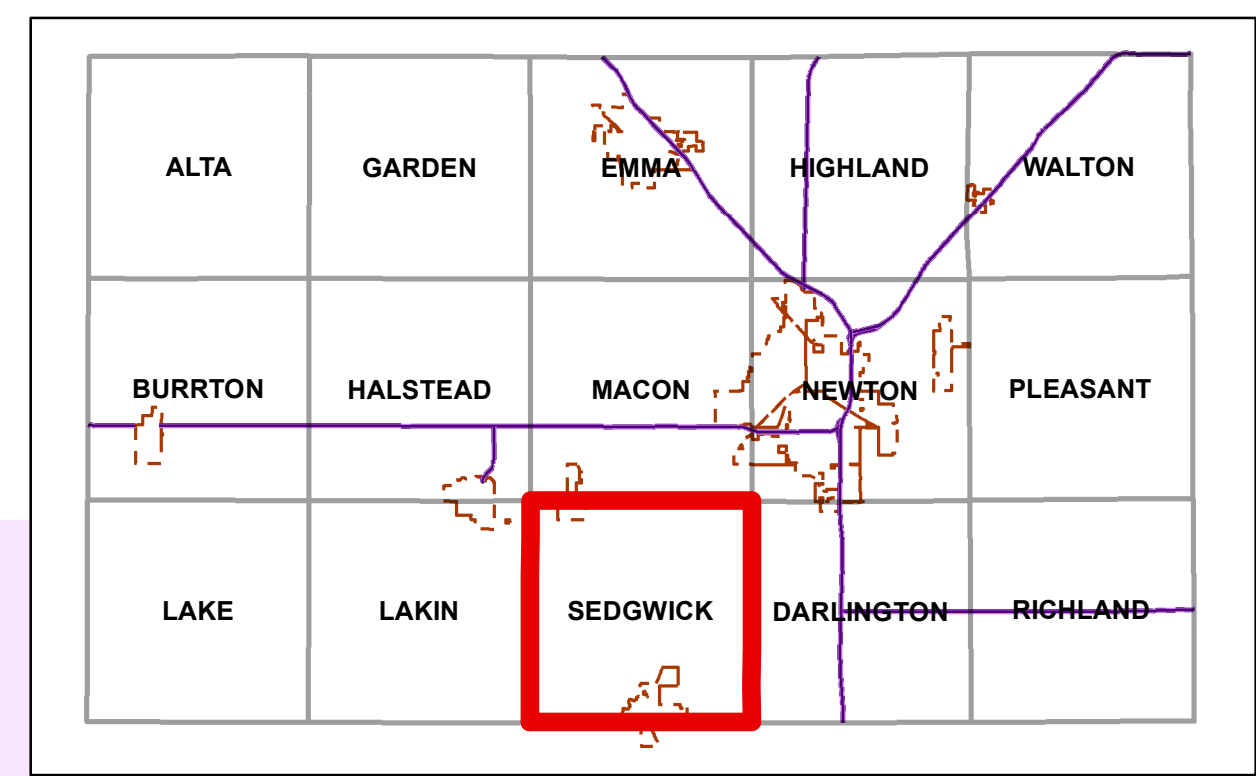 ALTA GARDEN EMMA HIGHLAND WALTON
BURRTON HALSTEAD MACON NEWTON PLEASANT
LAKE LAKIN SEDGWICK DARLINGTON RICHLAND